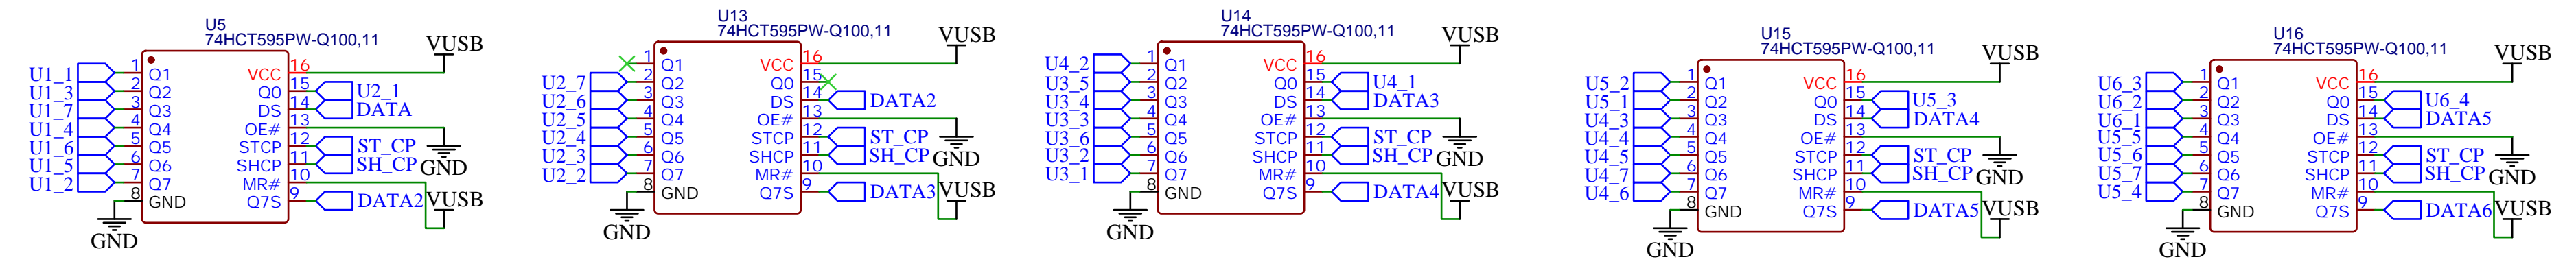 U5
74HCT595PW-Q100,11
VUSB
U1_1 1 Q1 VCC 16
U1_3 2 Q2 Q0 15 U2_1
U1_7 3 Q3 DS 14 DATA
U1_4 4 Q4 OE# 13
U1_6 5 Q5 STCP 12 ST_CP
U1_5 6 Q6 SHCP 11 SH_CP GND
U1_2 7 Q7 MR# 10
8 GND Q7S 9 DATA2 VUSB
GND
U13
74HCT595PW-Q100,11
VUSB
1 Q1 VCC 16
U2_7 2 Q2 Q0 15
U2_6 3 Q3 DS 14 DATA2
U2_5 4 Q4 OE# 13
U2_4 5 Q5 STCP 12 ST_CP
U2_3 6 Q6 SHCP 11 SH_CP GND
U2_2 7 Q7 MR# 10
8 GND Q7S 9 DATA3 VUSB
GND
U14
74HCT595PW-Q100,11
VUSB
U4_2 1 Q1 VCC 16
U3_5 2 Q2 Q0 15 U4_1
U3_4 3 Q3 DS 14 DATA3
U3_3 4 Q4 OE# 13
U3_6 5 Q5 STCP 12 ST_CP
U3_2 6 Q6 SHCP 11 SH_CP GND
U3_1 7 Q7 MR# 10
8 GND Q7S 9 DATA4 VUSB
GND
U15
74HCT595PW-Q100,11
VUSB
U5_2 1 Q1 VCC 16
U5_1 2 Q2 Q0 15 U5_3
U4_3 3 Q3 DS 14 DATA4
U4_4 4 Q4 OE# 13
U4_5 5 Q5 STCP 12 ST_CP
U4_7 6 Q6 SHCP 11 SH_CP GND
U4_6 7 Q7 MR# 10
8 GND Q7S 9 DATA5 VUSB
GND
U16
74HCT595PW-Q100,11
VUSB
U6_3 1 Q1 VCC 16
U6_2 2 Q2 Q0 15 U6_4
U6_1 3 Q3 DS 14 DATA5
U5_5 4 Q4 OE# 13
U5_6 5 Q5 STCP 12 ST_CP
U5_7 6 Q6 SHCP 11 SH_CP GND
U5_4 7 Q7 MR# 10
8 GND Q7S 9 DATA6 VUSB
GND